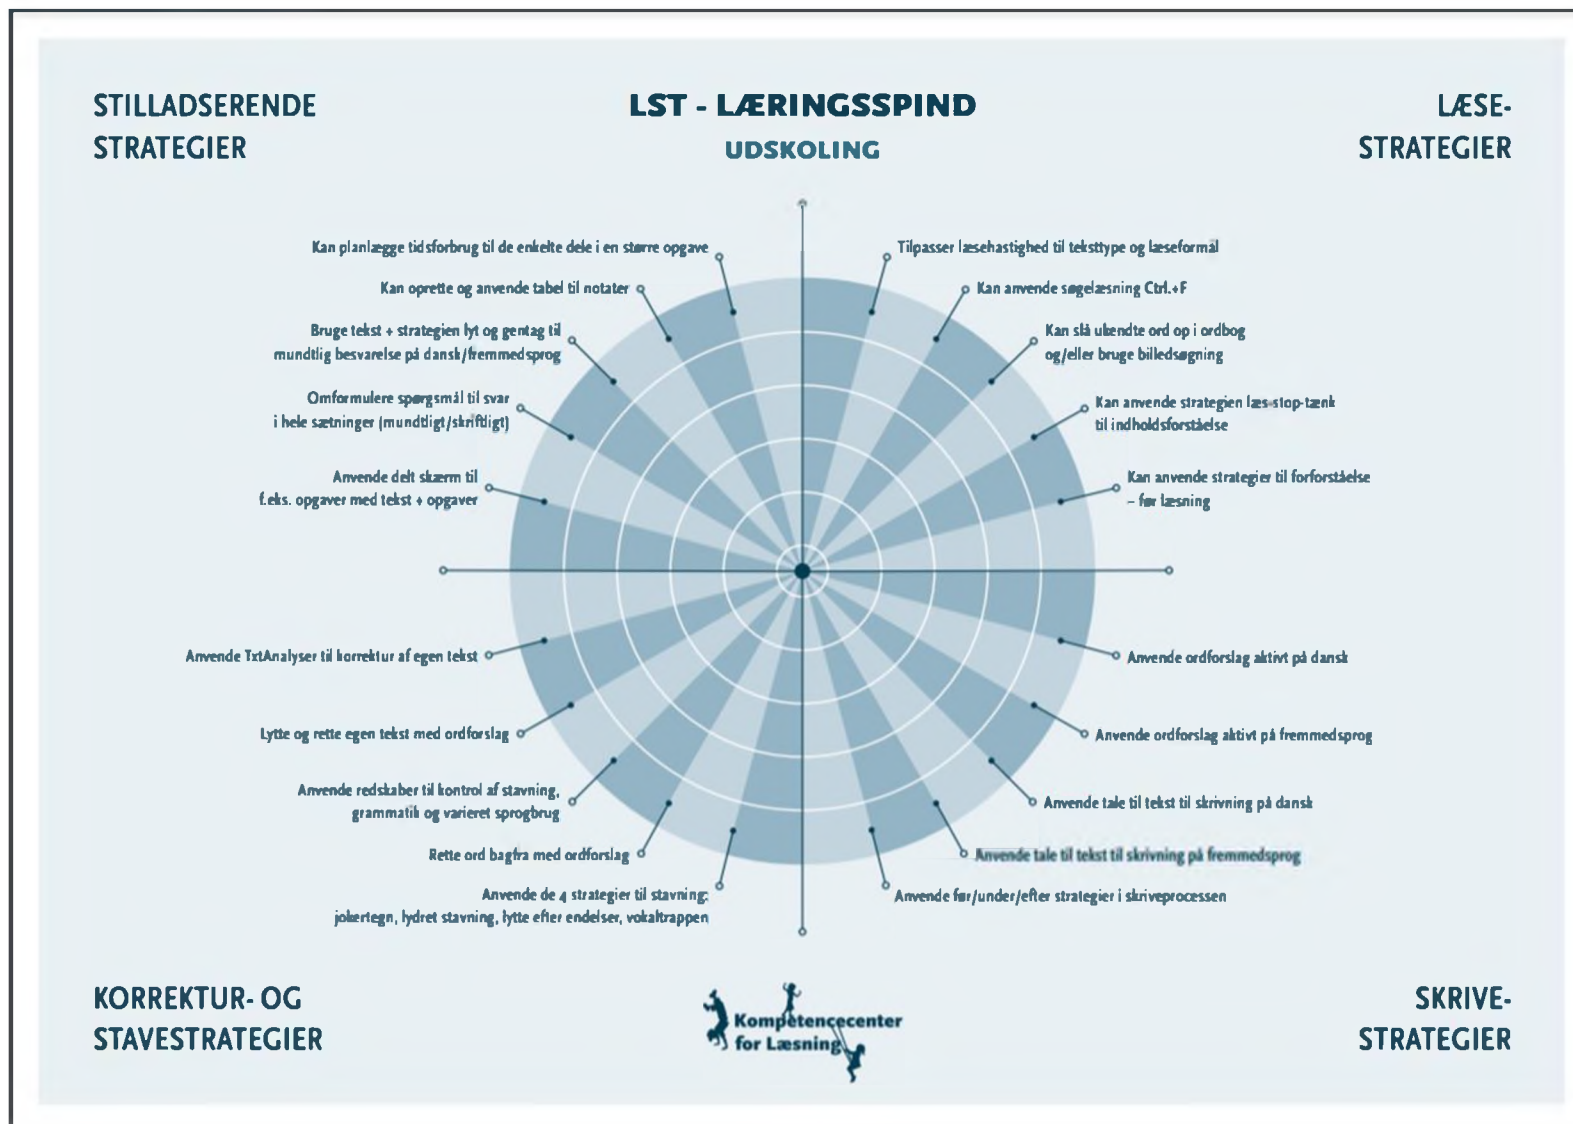 STILLADSERENDE
STRATEGIER
LST - LÆRINGSSPIND
UDSKOLING
LÆSE-
STRATEGIER
Kan planlægge tidsforbrug til de enkelte dele i en større opgave
Kan oprette og anvende tabel til notater
Bruge tekst + strategien lyt og gentag til
mundtlig besvarelse på dansk/fremmedsprog
Omformulere spørgsmål til svar
i hele sætninger (mundtligt/skriftligt)
Anvende delt skærm til
f.eks. opgaver med tekst + opgaver
Tilpasser læsehastighed til teksttype og læseformål
Kan anvende søgelæsning Ctrl.+F
Kan slå ukendte ord op i ordbog
og/eller bruge billedsøgning
Kan anvende strategien læs-stop-tænk
til indholdsforståelse
Kan anvende strategier til forforståelse
– før læsning
Anvende TxtAnalyser til korrektur af egen tekst
Lytte og rette egen tekst med ordforslag
Anvende redskaber til kontrol af stavning,
grammatik og varieret sprogbrug
Rette ord bagfra med ordforslag
Anvende de 4 strategier til stavning:
jokertegn, lydret stavning, lytte efter endelser, vokaltrappen
Anvende ordforslag aktivt på dansk
Anvende ordforslag aktivt på fremmedsprog
Anvende tale til tekst til skrivning på dansk
Anvende tale til tekst til skrivning på fremmedsprog
Anvende før/under/efter strategier i skriveprocessen
KORREKTUR- OG
STAVESTRATEGIER
Kompetencecenter
for Læsning
SKRIVE-
STRATEGIER